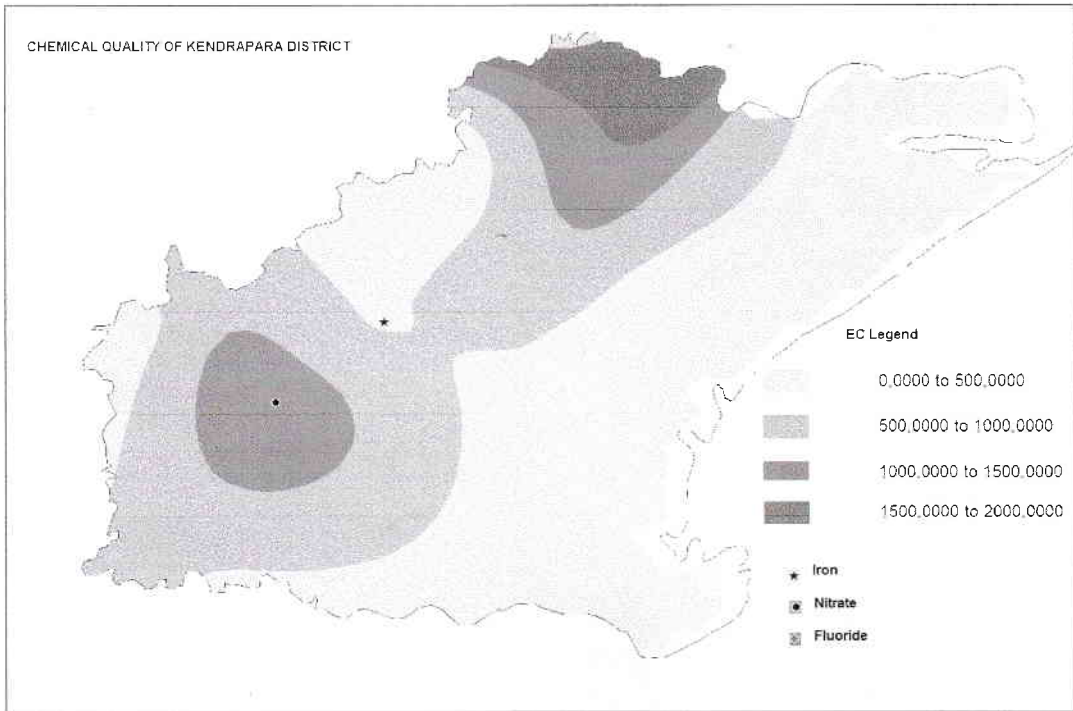 CHEMICAL QUALITY OF KENDRAPARA DISTRICT
EC Legend
0,0000 to 500,0000
500,0000 to 1000,0000
1000,0000 to 1500,0000
1500,0000 to 2000,0000
Iron
Nitrate
Fluoride